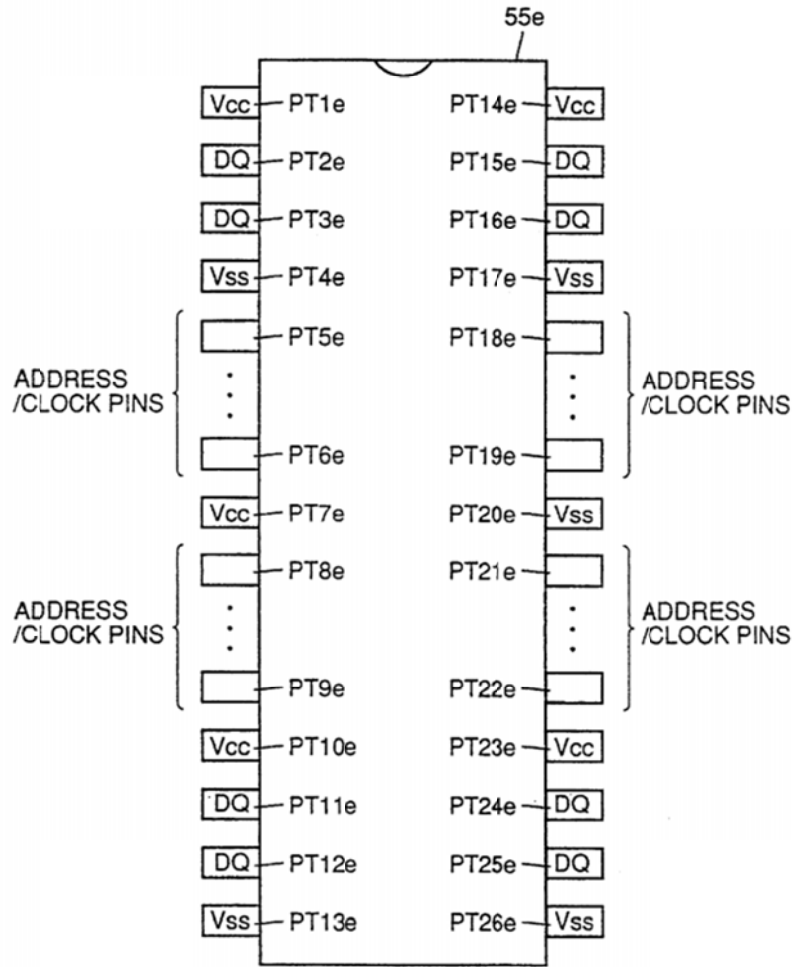 55e
Vcc PT1e PT14e Vcc
DQ PT2e PT15e DQ
DQ PT3e PT16e DQ
Vss PT4e PT17e Vss
PT5e PT18e
ADDRESS
/CLOCK PINS
ADDRESS
/CLOCK PINS
PT6e PT19e
Vcc PT7e PT20e Vss
PT8e PT21e
ADDRESS
/CLOCK PINS
ADDRESS
/CLOCK PINS
PT9e PT22e
Vcc PT10e PT23e Vcc
DQ PT11e PT24e DQ
DQ PT12e PT25e DQ
Vss PT13e PT26e Vss